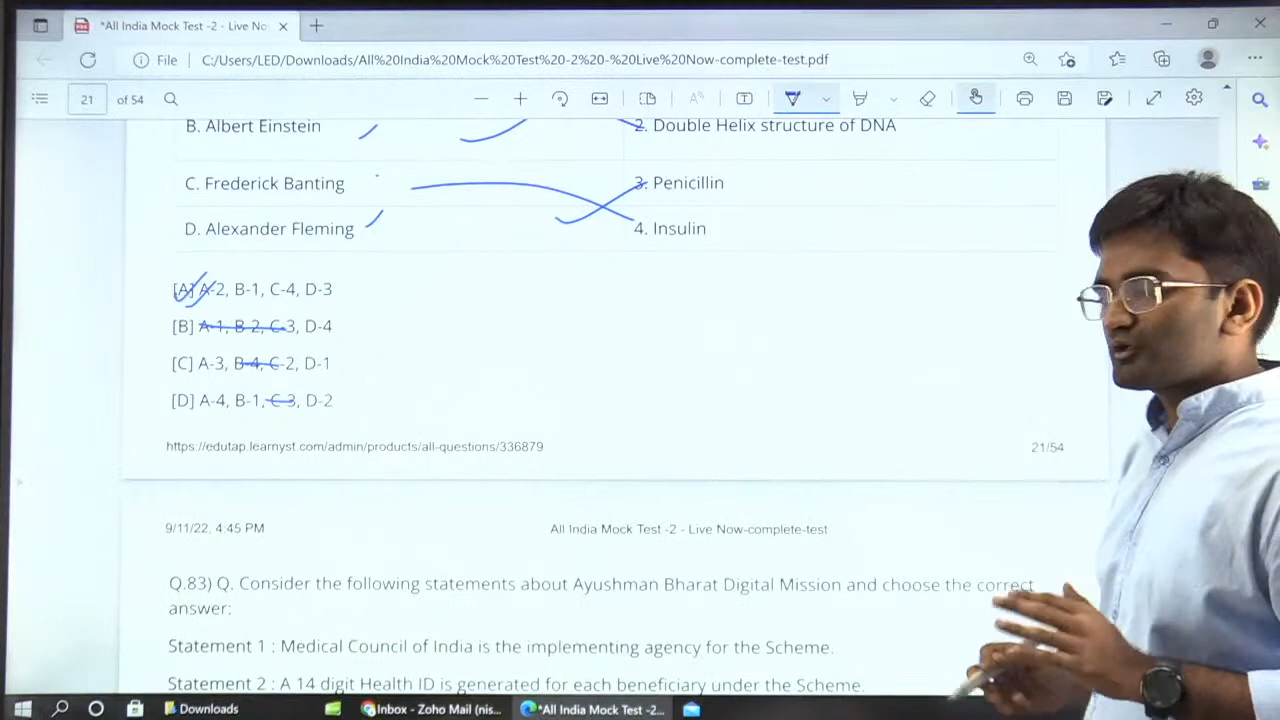 *All India Mock Test -2 - Live No
File C:/Users/LED/Downloads/All%20India%20Mock%20Test%20-2%20-%20Live%20Now-complete-test.pdf
21 of 54
B. Albert Einstein 2. Double Helix structure of DNA
C. Frederick Banting 3. Penicillin
D. Alexander Fleming 4. Insulin
[A] A-2, B-1, C-4, D-3
[B] A-1, B-2, C-3, D-4
[C] A-3, B-4, C-2, D-1
[D] A-4, B-1, C-3, D-2
https://edutap.learnyst.com/admin/products/all-questions/336879 21/54
9/11/22, 4:45 PM All India Mock Test -2 - Live Now-complete-test
Q.83) Q. Consider the following statements about Ayushman Bharat Digital Mission and choose the correct
answer:
Statement 1 : Medical Council of India is the implementing agency for the Scheme.
Statement 2 : A 14 digit Health ID is generated for each beneficiary under the Scheme.
Downloads Inbox - Zoho Mail (nis... *All India Mock Test -2...